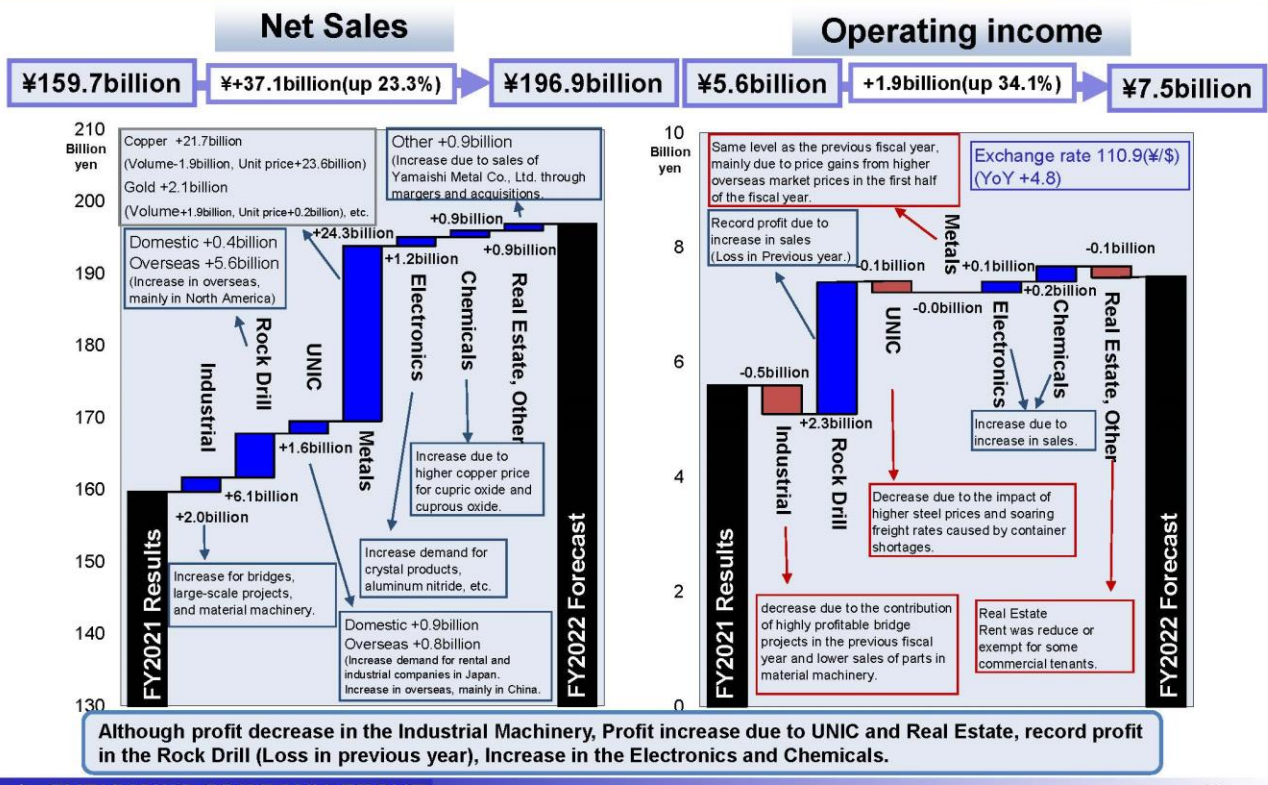 Net Sales
¥159.7billion
¥+37.1billion(up 23.3%)
¥196.9billion
210
Billion
yen
200
190
180
170
160
150
140
130
Copper +21.7billion
(Volume-1.9billion, Unit price+23.6billion)
Gold +2.1billion
(Volume+1.9billion, Unit price+0.2billion), etc.
Other +0.9billion
(Increase due to sales of
Yamaishi Metal Co., Ltd. through
margers and acquisitions.
Domestic +0.4billion
Overseas +5.6billion
(Increase in overseas,
mainly in North America)
+24.3billion
+1.2billion
+0.9billion
+0.9billion
Industrial
Rock Drill
UNIC
Metals
Electronics
Chemicals
Real Estate, Other
+2.0billion
+6.1billion
+1.6billion
Increase due to
higher copper price
for cupric oxide and
cuprous oxide.
Increase demand for
crystal products,
aluminum nitride, etc.
Increase for bridges,
large-scale projects,
and material machinery.
Domestic +0.9billion
Overseas +0.8billion
(Increase demand for rental and
industrial companies in Japan.
Increase in overseas, mainly in China.
FY2021 Results
FY2022 Forecast
Operating income
¥5.6billion
+1.9billion(up 34.1%)
¥7.5billion
10
Billion
yen
8
6
4
2
0
Same level as the previous fiscal year,
mainly due to price gains from higher
overseas market prices in the first half
of the fiscal year.
Exchange rate 110.9(¥/$)
(YoY +4.8)
Record profit due to
increase in sales
(Loss in Previous year.)
-0.5billion
+2.3billion
-0.1billion
-0.0billion
+0.1billion
+0.2billion
-0.1billion
Industrial
Rock Drill
UNIC
Metals
Electronics
Chemicals
Real Estate, Other
Increase due to
increase in sales.
Decrease due to the impact of
higher steel prices and soaring
freight rates caused by container
shortages.
decrease due to the contribution
of highly profitable bridge
projects in the previous fiscal
year and lower sales of parts in
material machinery.
Real Estate
Rent was reduce or
exempt for some
commercial tenants.
FY2021 Results
FY2022 Forecast
Although profit decrease in the Industrial Machinery, Profit increase due to UNIC and Real Estate, record profit
in the Rock Drill (Loss in previous year), Increase in the Electronics and Chemicals.